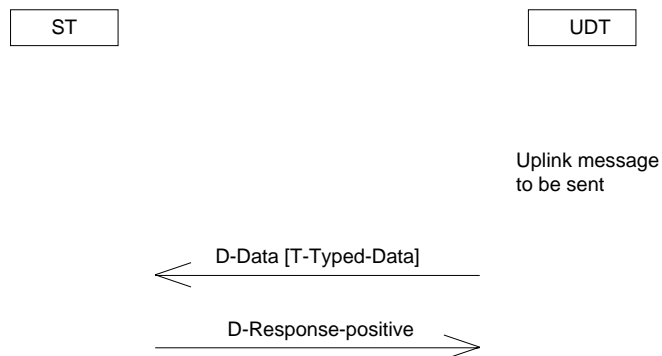 ST
UDT
Uplink message
to be sent
D-Data [T-Typed-Data]
D-Response-positive